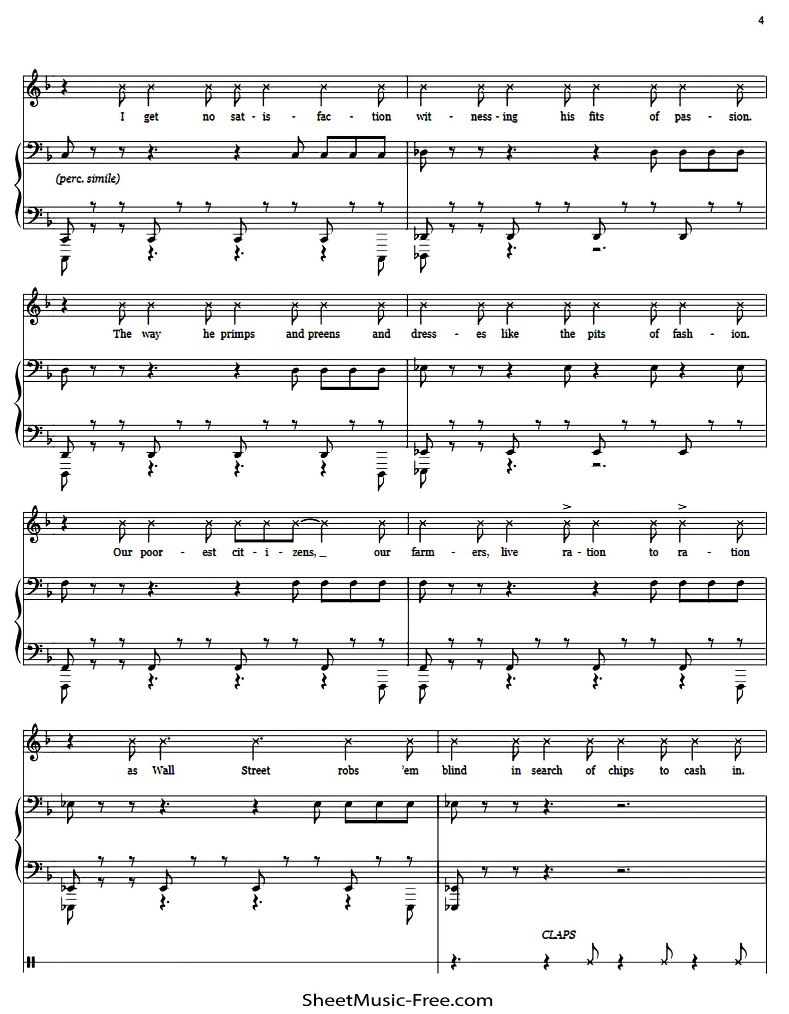 4
I get no sat - is - fac - tion wit - ness - ing his fits of pas - sion.
(perc. simile)
The way he primps and preens and dress - es like the pits of fash - ion.
Our poor - est cit - i - zens, _ our farm - ers, live ra - tion to ra - tion
as Wall Street robs 'em blind in search of chips to cash in.
CLAPS
SheetMusic-Free.com